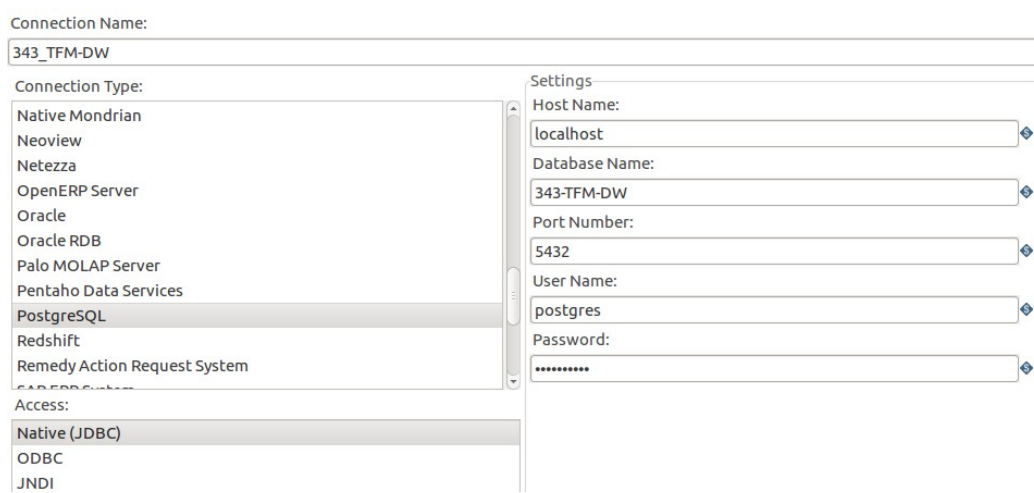 Connection Name:
343_TFM-DW
Connection Type:
Native Mondrian
Neoview
Netezza
OpenERP Server
Oracle
Oracle RDB
Palo MOLAP Server
Pentaho Data Services
PostgreSQL
Redshift
Remedy Action Request System
Access:
Native (JDBC)
ODBC
JNDI
Settings
Host Name:
localhost
Database Name:
343-TFM-DW
Port Number:
5432
User Name:
postgres
Password:
••••••••••